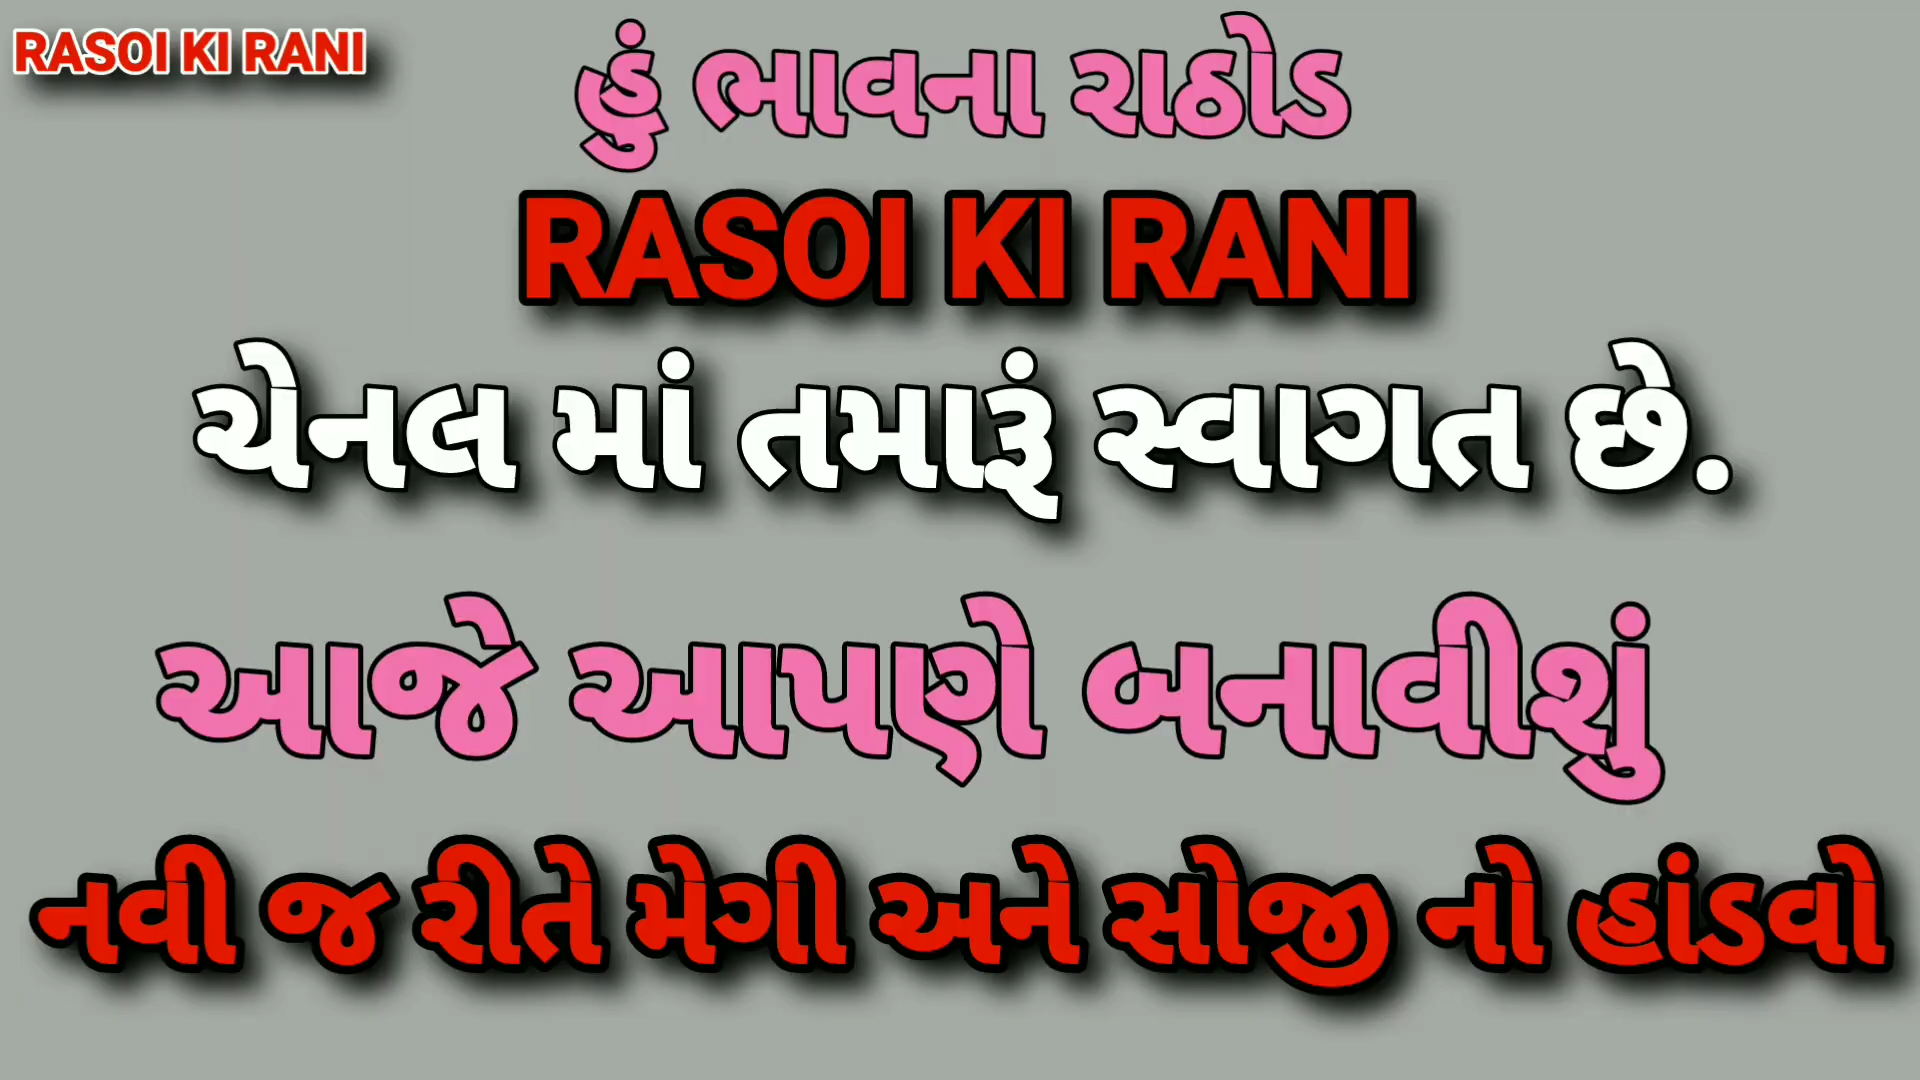 RASOI KI RANI
હું ભાવના રાઠોડ
RASOI KI RANI
ચેનલ માં તમારૂં સ્વાગત છે.
આજે આપણે બનાવીશું
નવી જ રીતે મેગી અને સોજી નો હાંડવો